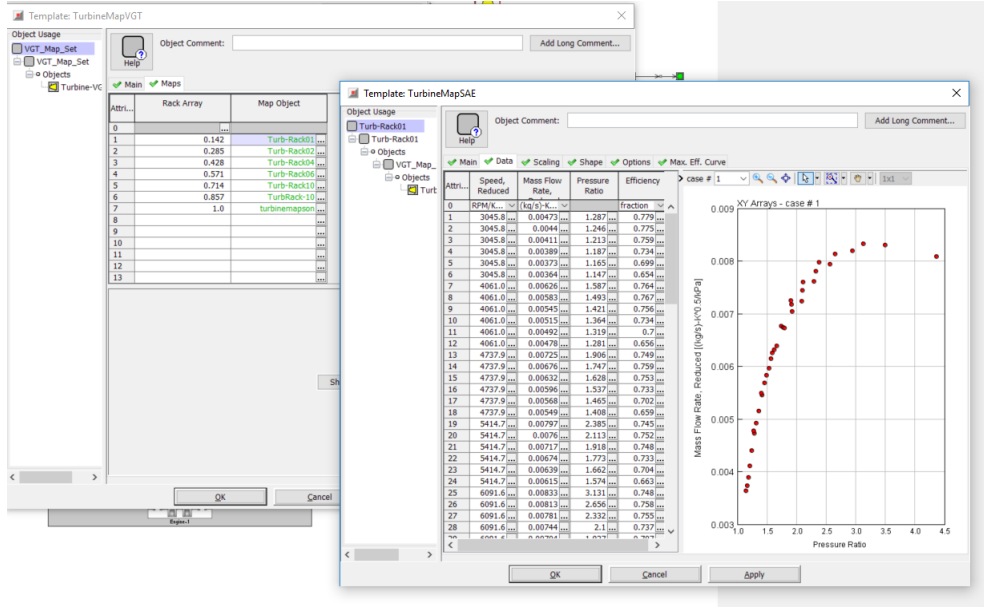 Template: TurbineMapVGT
Object Usage
VGT_Map_Set
VGT_Map_Set
Objects
Turbine-VG
Help
Object Comment:
Add Long Comment...
Main Maps
Attri... Rack Array Map Object
0 ...
1 0.142 Turb-Rack01 ...
2 0.285 Turb-Rack02 ...
3 0.428 Turb-Rack04 ...
4 0.571 Turb-Rack06 ...
5 0.714 Turb-Rack10 ...
6 0.857 TurbRack-10 ...
7 1.0 turbinemapson ...
8 ...
9 ...
10 ...
11 ...
12 ...
13 ...
Sh
OK Cancel
Engine-1
Template: TurbineMapSAE
Object Usage
Turb-Rack01
Turb-Rack01
Objects
VGT_Map_
Objects
Turt
Help
Object Comment:
Add Long Comment...
Main Data Scaling Shape Options Max. Eff. Curve
Attri... Speed, Reduced Mass Flow Rate, Pressure Ratio Efficiency
0 RPM/K... (kg/s)-K... fraction
1 3045.8 ... 0.00473 ... 1.287 ... 0.779 ...
2 3045.8 ... 0.0044 ... 1.246 ... 0.775 ...
3 3045.8 ... 0.00411 ... 1.213 ... 0.759 ...
4 3045.8 ... 0.00389 ... 1.187 ... 0.734 ...
5 3045.8 ... 0.00373 ... 1.165 ... 0.699 ...
6 3045.8 ... 0.00364 ... 1.147 ... 0.654 ...
7 4061.0 ... 0.00626 ... 1.587 ... 0.764 ...
8 4061.0 ... 0.00583 ... 1.493 ... 0.767 ...
9 4061.0 ... 0.00545 ... 1.421 ... 0.756 ...
10 4061.0 ... 0.00515 ... 1.364 ... 0.734 ...
11 4061.0 ... 0.00492 ... 1.319 ... 0.7 ...
12 4061.0 ... 0.00478 ... 1.281 ... 0.656 ...
13 4737.9 ... 0.00725 ... 1.906 ... 0.749 ...
14 4737.9 ... 0.00676 ... 1.747 ... 0.759 ...
15 4737.9 ... 0.00632 ... 1.628 ... 0.753 ...
16 4737.9 ... 0.00596 ... 1.537 ... 0.733 ...
17 4737.9 ... 0.00568 ... 1.465 ... 0.702 ...
18 4737.9 ... 0.00549 ... 1.408 ... 0.659 ...
19 5414.7 ... 0.00797 ... 2.385 ... 0.745 ...
20 5414.7 ... 0.0076 ... 2.113 ... 0.752 ...
21 5414.7 ... 0.00717 ... 1.918 ... 0.748 ...
22 5414.7 ... 0.00674 ... 1.773 ... 0.733 ...
23 5414.7 ... 0.00639 ... 1.662 ... 0.704 ...
24 5414.7 ... 0.00615 ... 1.574 ... 0.663 ...
25 6091.6 ... 0.00833 ... 3.131 ... 0.748 ...
26 6091.6 ... 0.00813 ... 2.656 ... 0.758 ...
27 6091.6 ... 0.00781 ... 2.332 ... 0.755 ...
28 6091.6 ... 0.00744 ... 2.1 ... 0.737 ...
case # 1 1x1
XY Arrays - case # 1
Mass Flow Rate, Reduced [(kg/s)-K^0.5/kPa]
0.009
0.008
0.007
0.006
0.005
0.004
0.003
1.0 1.5 2.0 2.5 3.0 3.5 4.0 4.5
Pressure Ratio
OK Cancel Apply